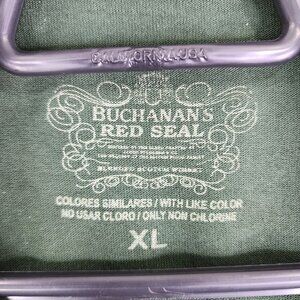 CALIFORNIA USA
BUCHANAN'S
RED SEAL
BLENDED SCOTCH WHISKY
COLORES SIMILARES / WITH LIKE COLOR
NO USAR CLORO / ONLY NON CHLORINE
XL